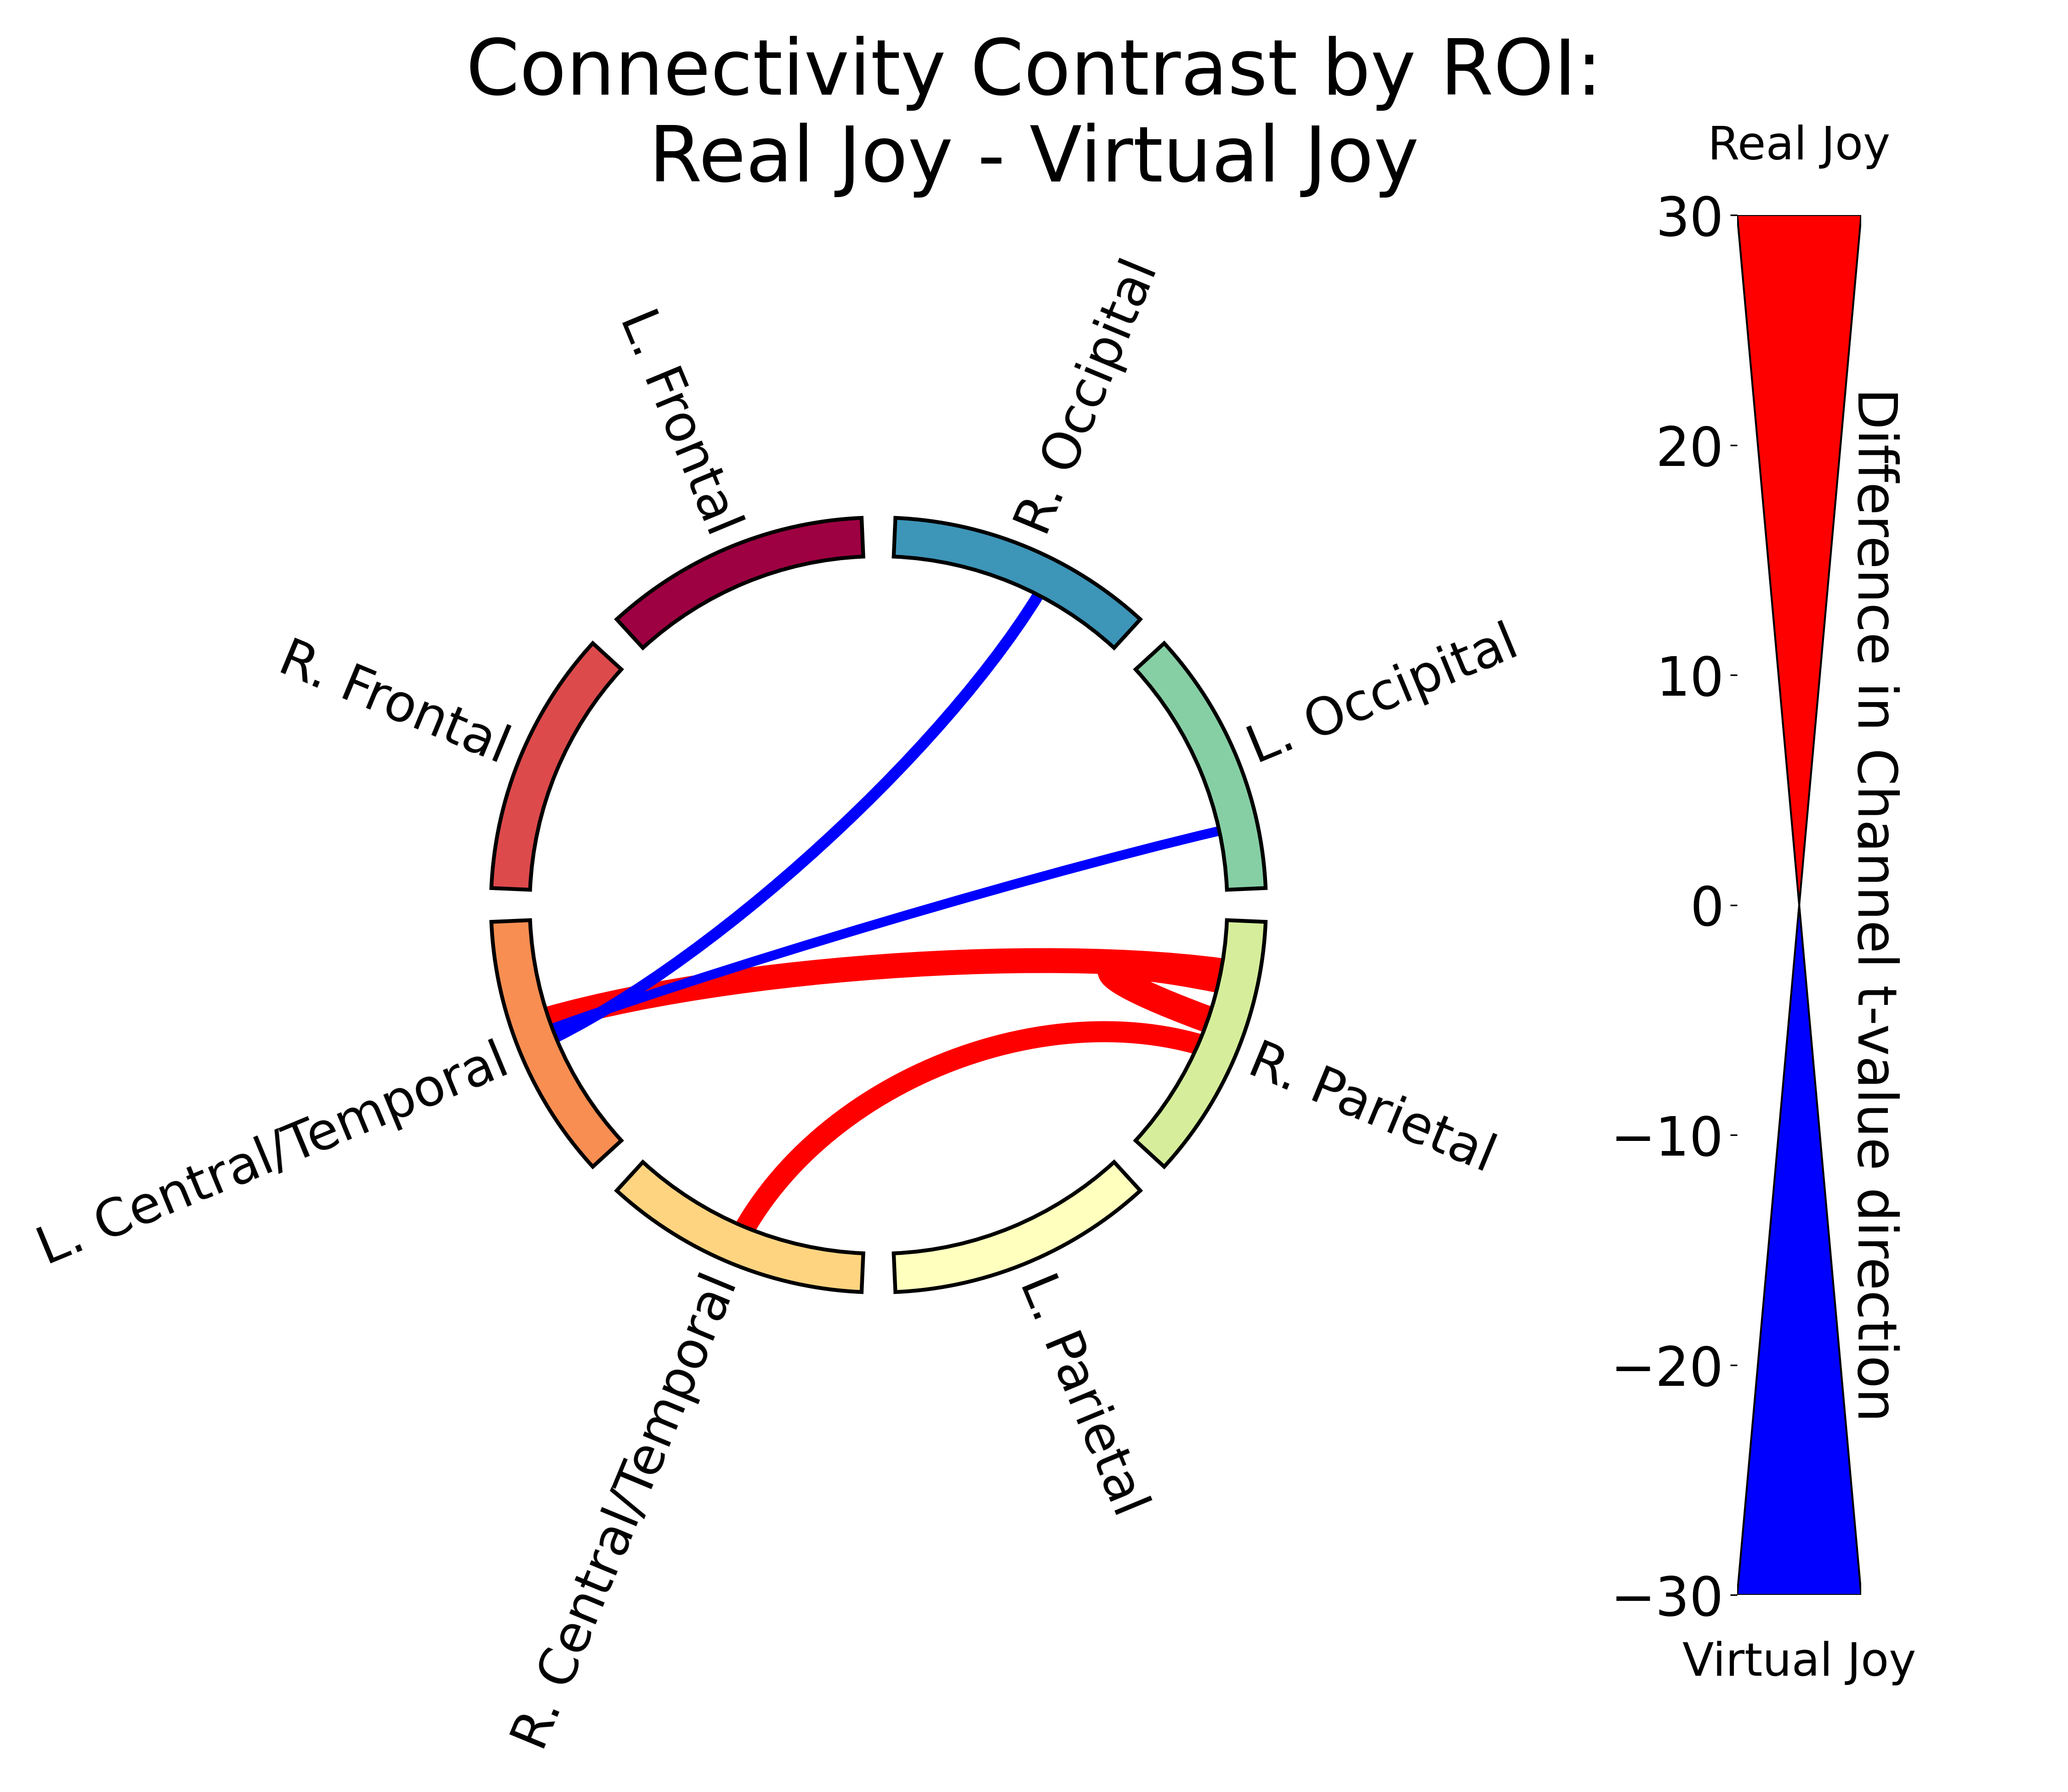 Connectivity Contrast by ROI:
Real Joy - Virtual Joy
Real Joy
30
20
10
0
−10
−20
−30
Virtual Joy
Difference in Channel t-value direction
R. Occipital
L. Frontal
L. Occipital
R. Frontal
R. Parietal
L. Central/Temporal
L. Parietal
R. Central/Temporal